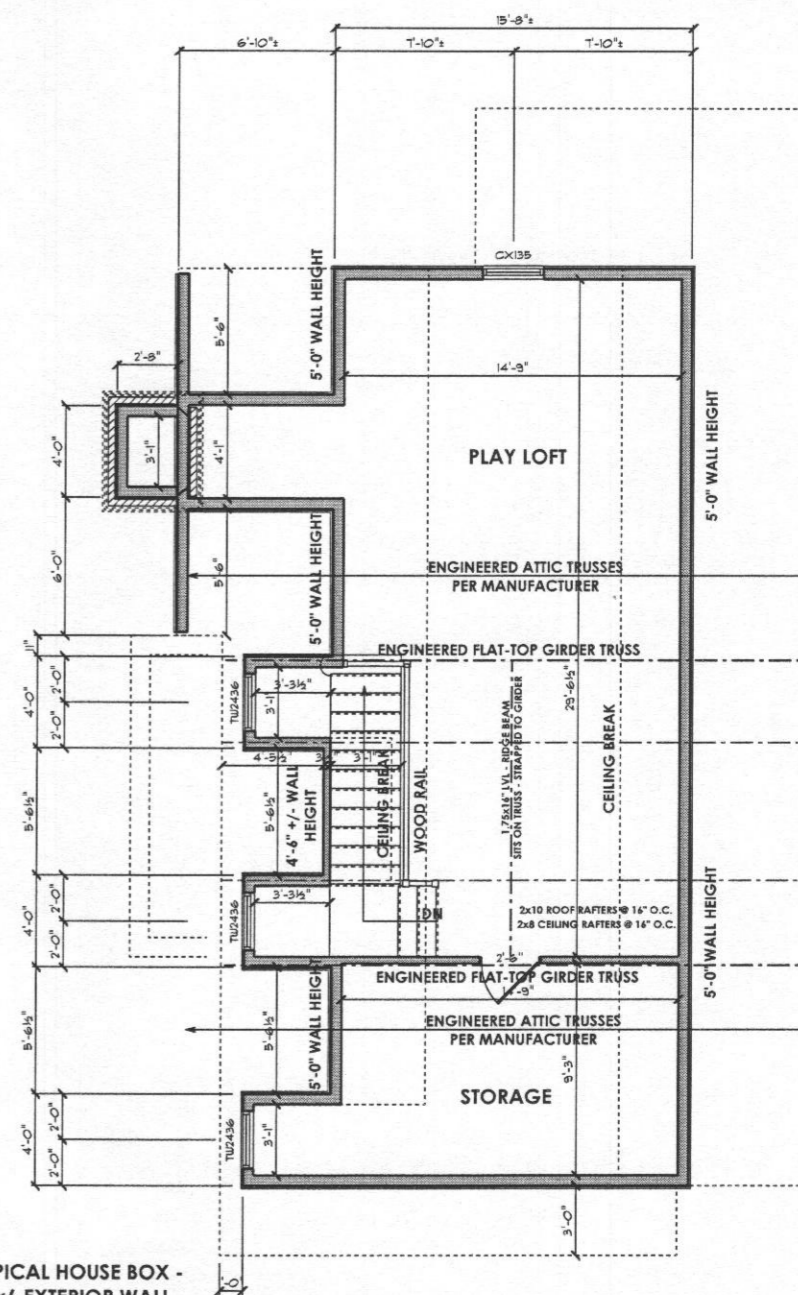 15'-8"±
6'-10"±
7'-10"±
7'-10"±
CX135
5'-0" WALL HEIGHT
5'-6"
2'-8"
14'-9"
4'-0"
3'-1"
4'-1"
PLAY LOFT
5'-0" WALL HEIGHT
6'-0"
5'-6"
5'-0" WALL HEIGHT
ENGINEERED ATTIC TRUSSES
PER MANUFACTURER
11"
ENGINEERED FLAT-TOP GIRDER TRUSS
4'-0"
2'-0"
2'-0"
TW2436
3'-3½"
3'-1"
29'-6½"
1.75x16" LVL - RIDGE BEAM
SITS ON TRUSS - STRAPPED TO GIRDER
CEILING BREAK
4'-5½"
3'-1"
5'-6½"
5'-6½"
4'-6" +/- WALL
HEIGHT
CEILING BREAK
WOOD RAIL
4'-0"
2'-0"
2'-0"
TW2436
3'-3½"
DN
2x10 ROOF RAFTERS @ 16" O.C.
2x8 CEILING RAFTERS @ 16" O.C.
5'-0" WALL HEIGHT
2'-6"
ENGINEERED FLAT-TOP GIRDER TRUSS
14'-9"
5'-6½"
5'-6½"
5'-0" WALL HEIGHT
ENGINEERED ATTIC TRUSSES
PER MANUFACTURER
9'-3"
STORAGE
4'-0"
2'-0"
2'-0"
TW2436
3'-1"
3'-0"
PICAL HOUSE BOX -
EXTERIOR WALL